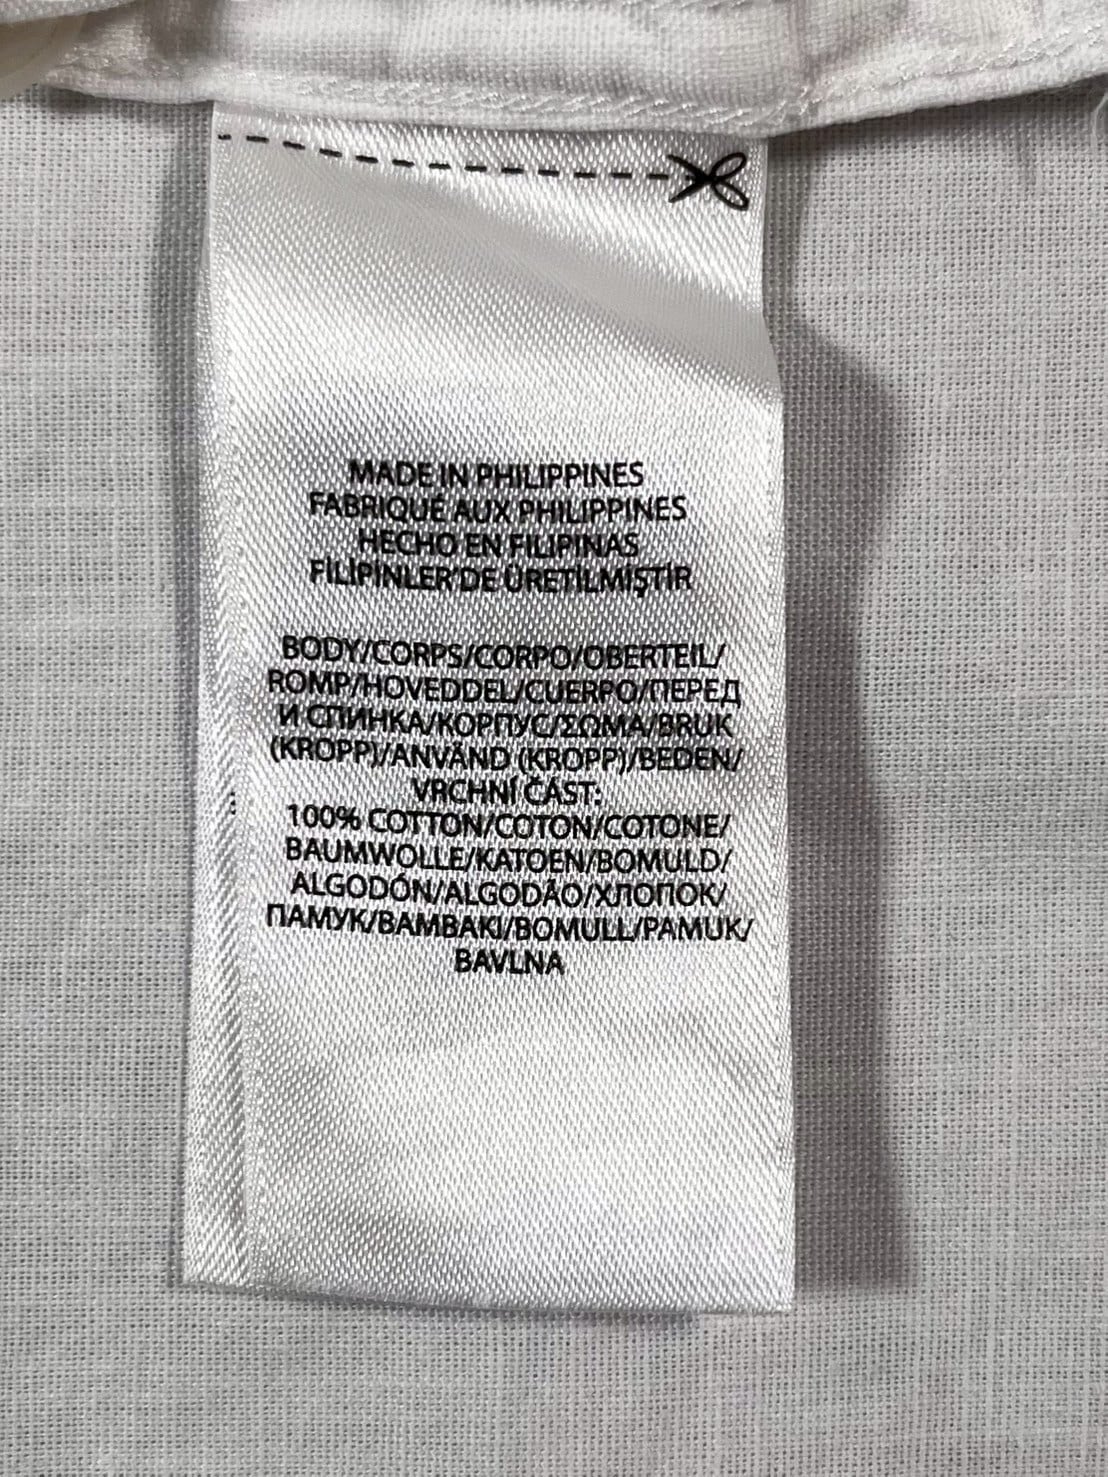 MADE IN PHILIPPINES
FABRIQUÉ AUX PHILIPPINES
HECHO EN FILIPINAS
FİLİPİNLER'DE ÜRETİLMİŞTİR
BODY/CORPS/CORPO/OBERTEIL/
ROMP/HOVEDDEL/CUERPO/ПЕРЕД
И СПИНКА/КОРПУС/ΣΩΜΑ/BRUK
(KROPP)/ANVÄND (KROPP)/BEDEN/
VRCHNÍ ČÁST:
100% COTTON/COTON/COTONE/
BAUMWOLLE/KATOEN/BOMULD/
ALGODÓN/ALGODÃO/ХЛОПОК/
ПАМУК/BAMBAKI/BOMULL/PAMUK/
BAVLNA